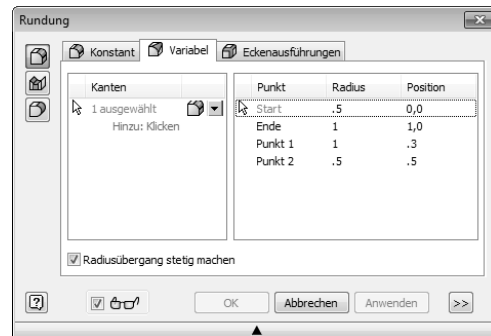 Rundung
Konstant Variabel Eckenausführungen
Kanten
1 ausgewählt
Hinzu: Klicken
Punkt Radius Position
Start .5 0,0
Ende 1 1,0
Punkt 1 1 .3
Punkt 2 .5 .5
Radiusübergang stetig machen
OK Abbrechen Anwenden >>